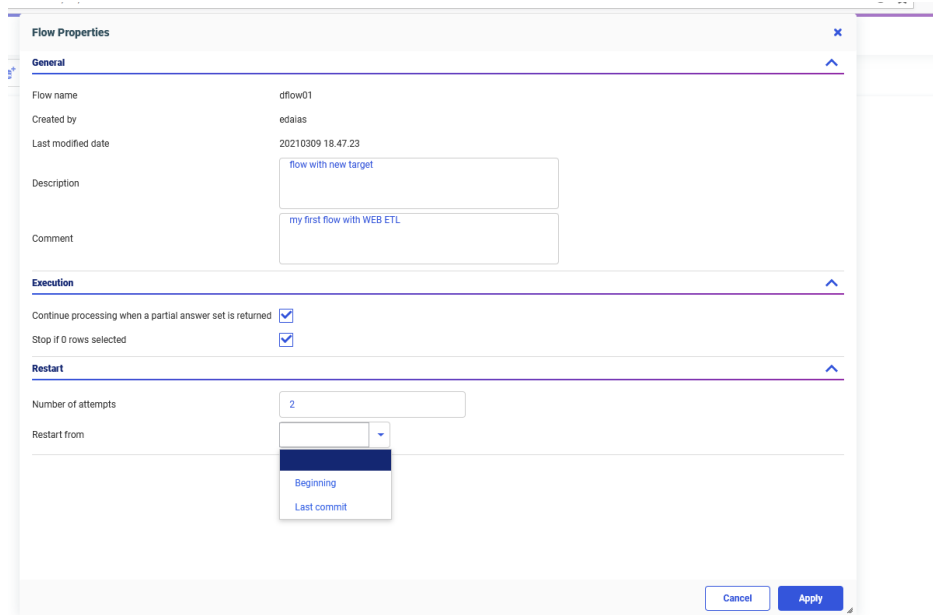 Flow Properties
General
Flow name dflow01
Created by edaias
Last modified date 20210309 18.47.23
Description flow with new target
Comment my first flow with WEB ETL
Execution
Continue processing when a partial answer set is returned
Stop if 0 rows selected
Restart
Number of attempts 2
Restart from
Beginning
Last commit
Cancel Apply